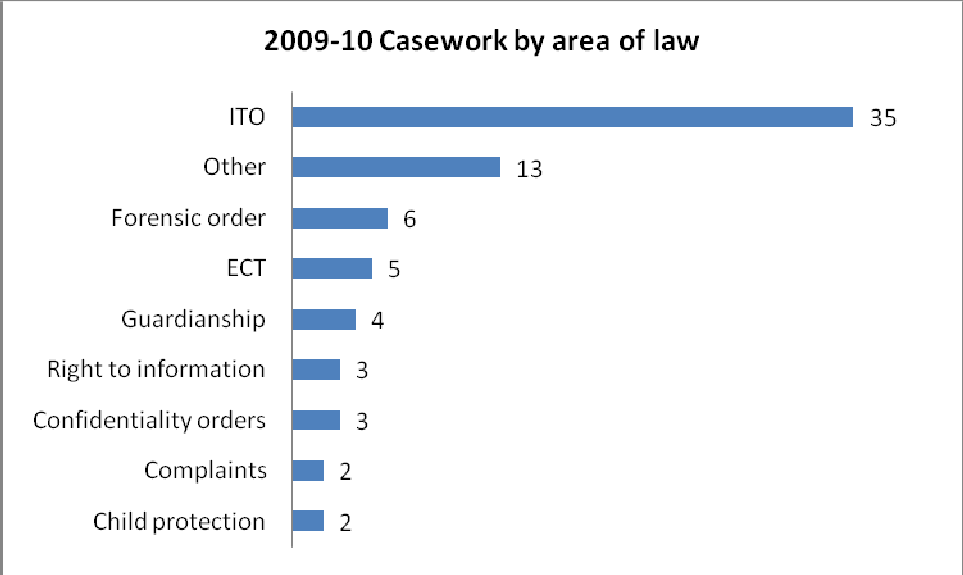 2009-10 Casework by area of law
ITO 35
Other 13
Forensic order 6
ECT 5
Guardianship 4
Right to information 3
Confidentiality orders 3
Complaints 2
Child protection 2